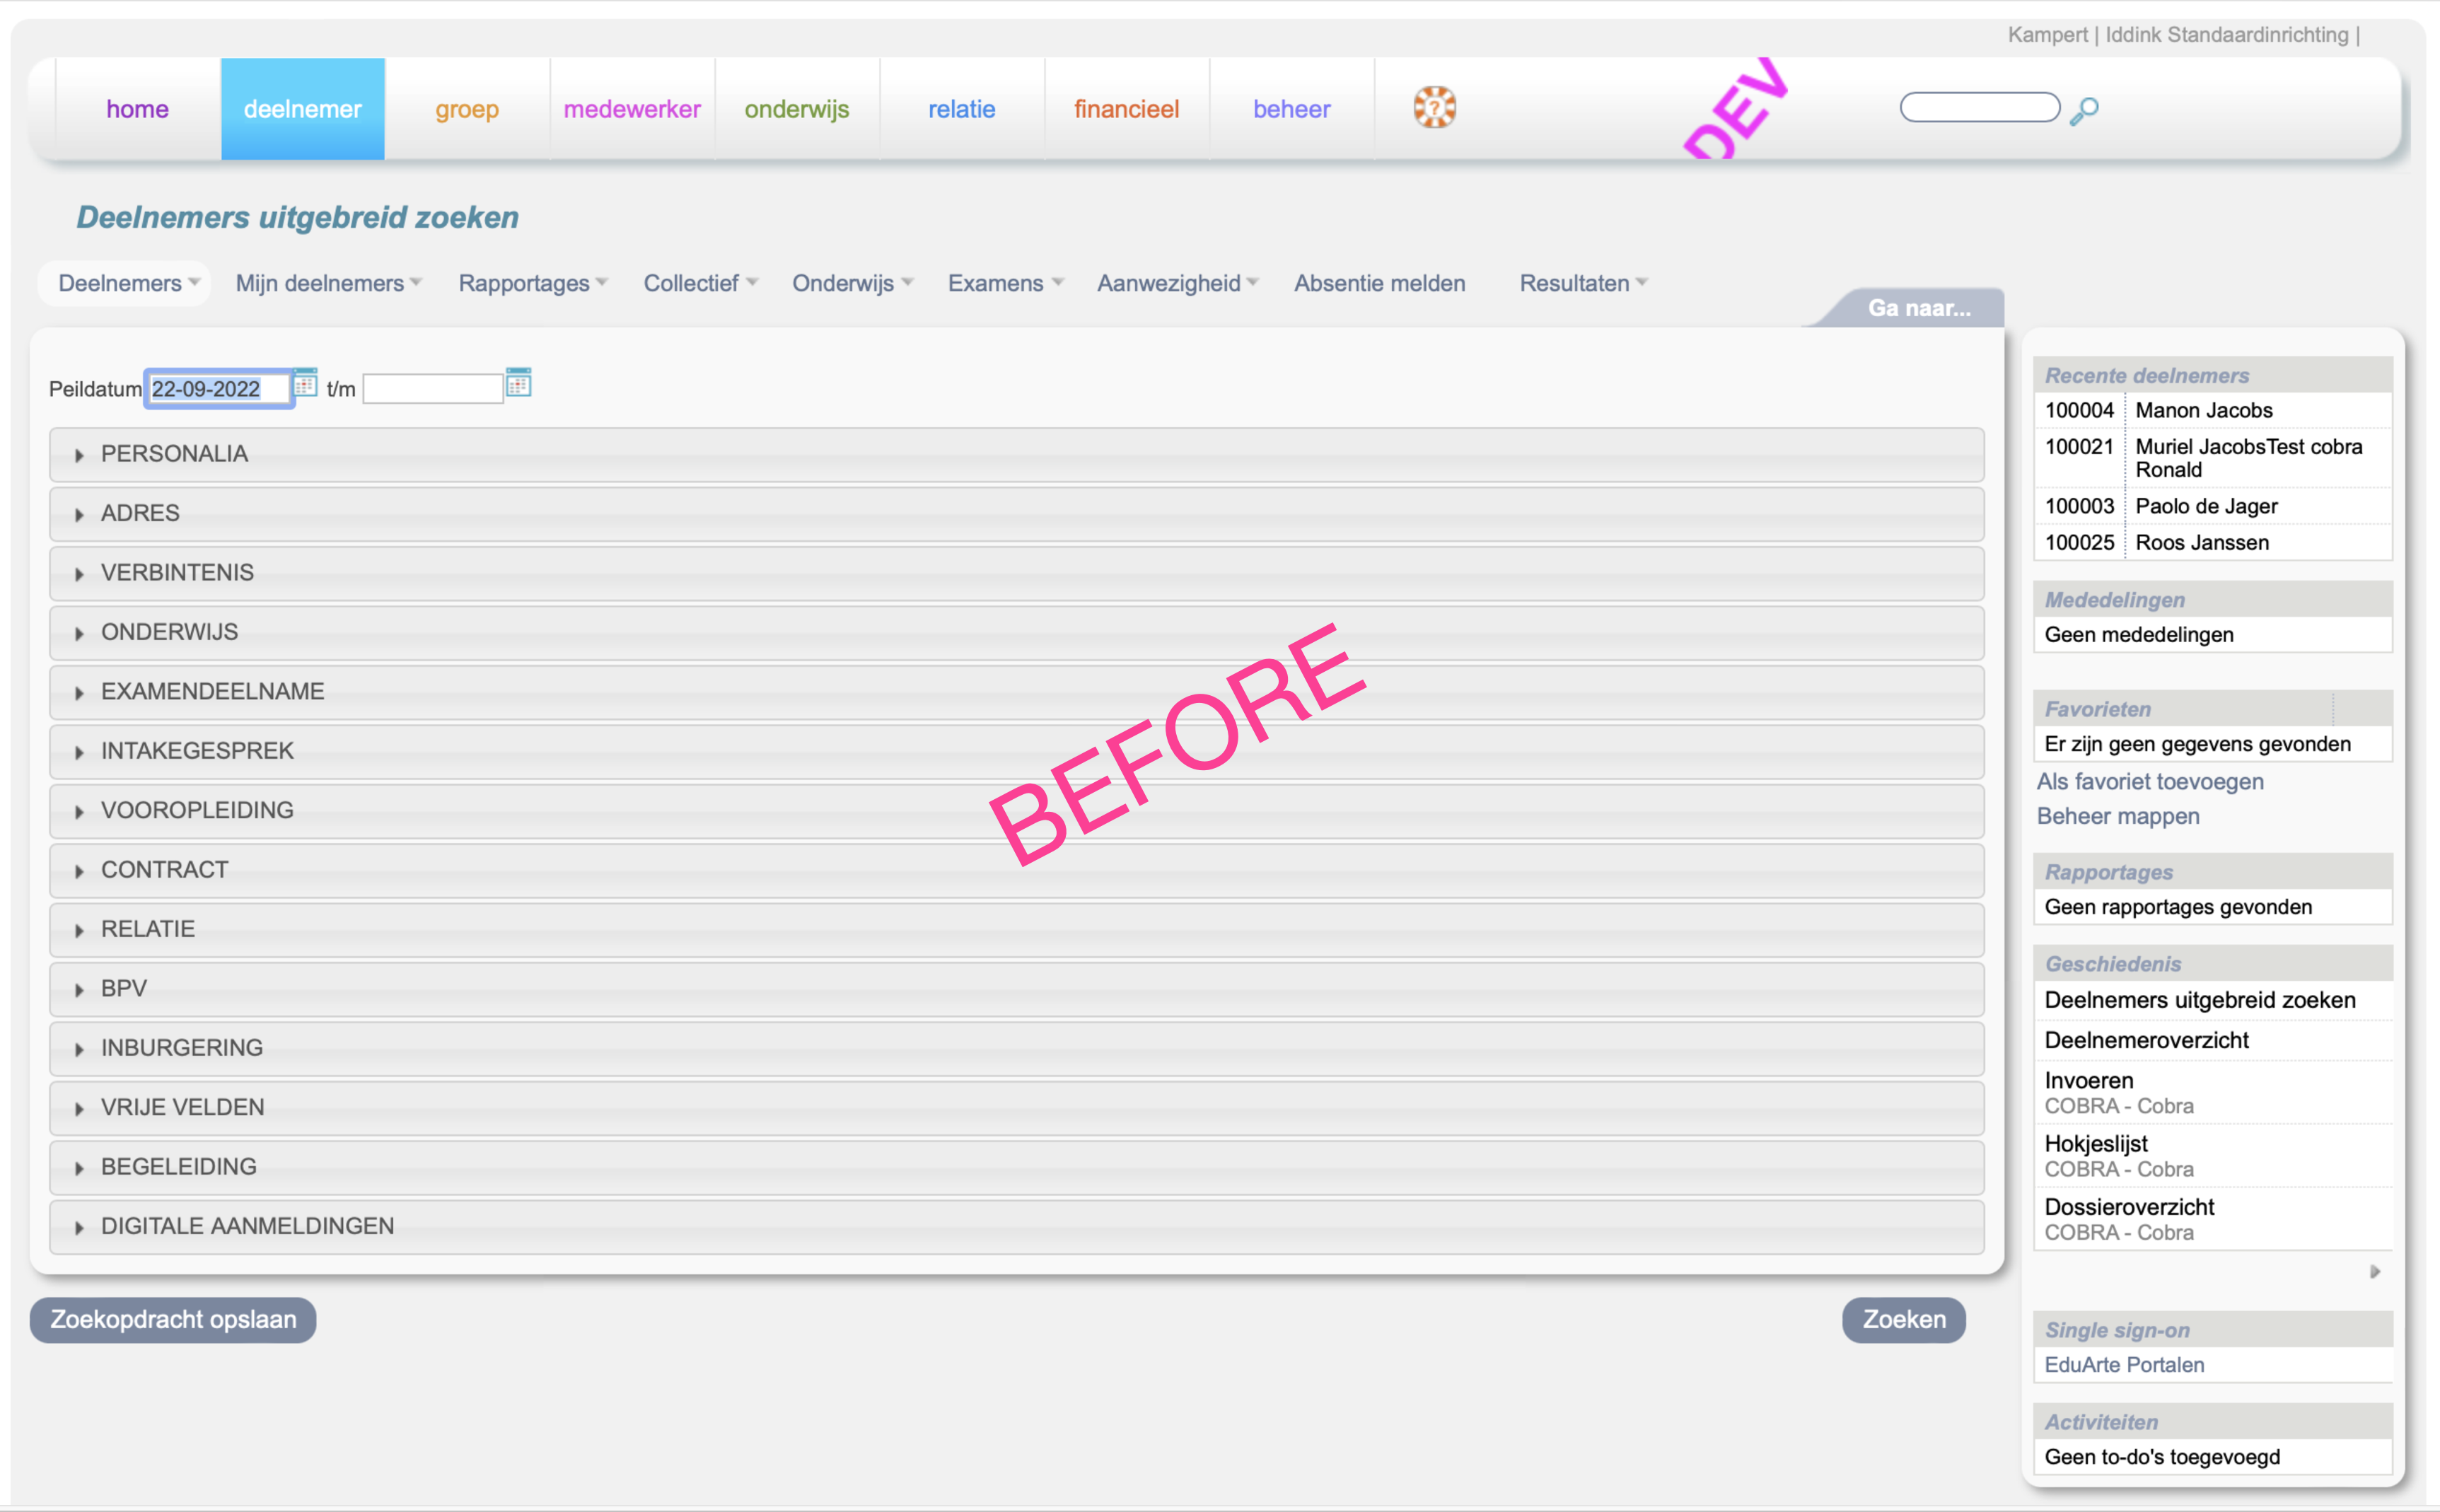 Kampert | Iddink Standaardinrichting |
home deelnemer groep medewerker onderwijs relatie financieel beheer
DEV
Deelnemers uitgebreid zoeken
Deelnemers Mijn deelnemers Rapportages Collectief Onderwijs Examens Aanwezigheid Absentie melden Resultaten
Ga naar...
Peildatum 22-09-2022 t/m
PERSONALIA
ADRES
VERBINTENIS
ONDERWIJS
EXAMENDEELNAME
INTAKEGESPREK
VOOROPLEIDING
CONTRACT
RELATIE
BPV
INBURGERING
VRIJE VELDEN
BEGELEIDING
DIGITALE AANMELDINGEN
BEFORE
Zoekopdracht opslaan
Zoeken
Recente deelnemers
100004 Manon Jacobs
100021 Muriel JacobsTest cobra
Ronald
100003 Paolo de Jager
100025 Roos Janssen
Mededelingen
Geen mededelingen
Favorieten
Er zijn geen gegevens gevonden
Als favoriet toevoegen
Beheer mappen
Rapportages
Geen rapportages gevonden
Geschiedenis
Deelnemers uitgebreid zoeken
Deelnemeroverzicht
Invoeren
COBRA - Cobra
Hokjeslijst
COBRA - Cobra
Dossieroverzicht
COBRA - Cobra
Single sign-on
EduArte Portalen
Activiteiten
Geen to-do's toegevoegd